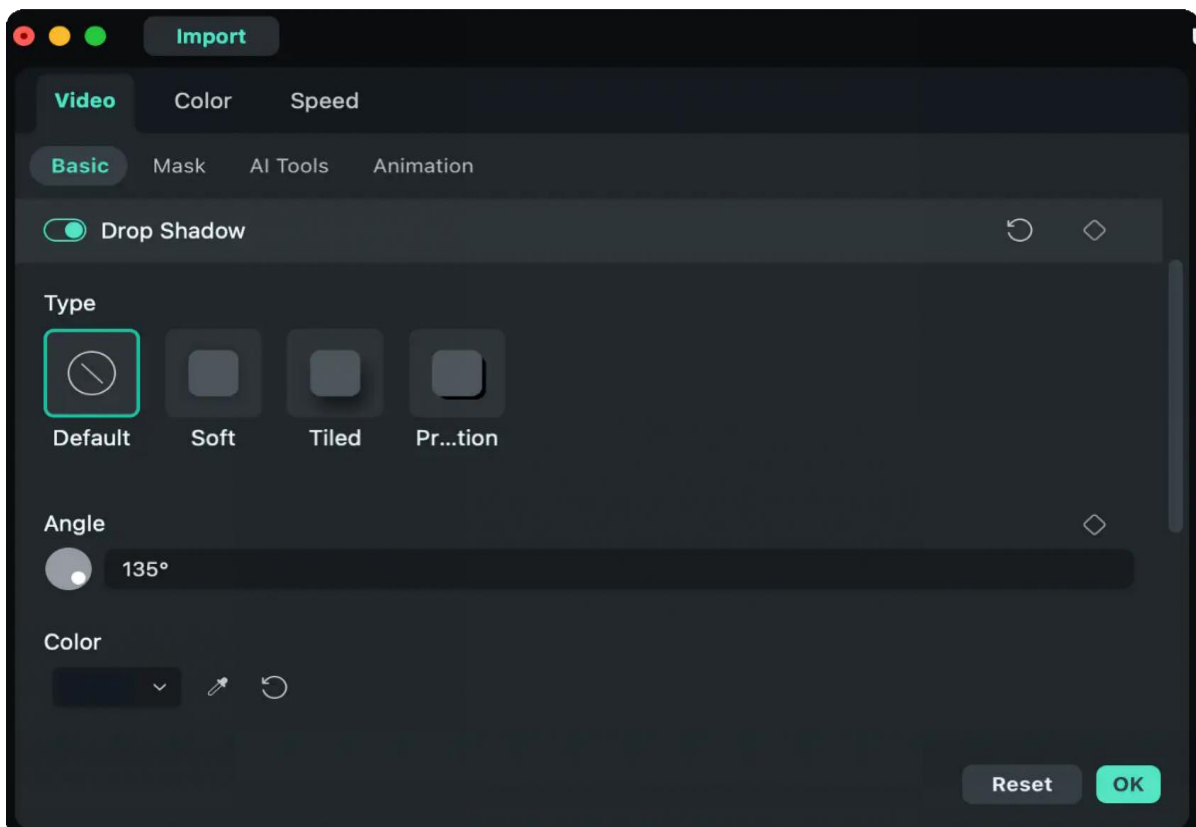 Import
Video Color Speed
Basic Mask AI Tools Animation
Drop Shadow
Type
Default Soft Tiled Pr...tion
Angle
135°
Color
Reset OK